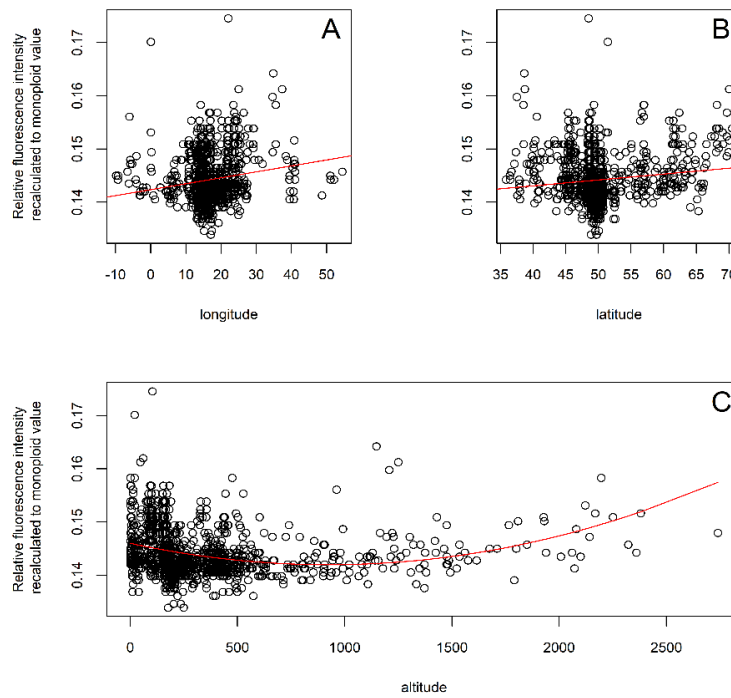 A
Relative fluorescence intensity
recalculated to monoploid value
0.17
0.16
0.15
0.14
-10 0 10 20 30 40 50
longitude
B
0.17
0.16
0.15
0.14
35 40 45 50 55 60 65 70
latitude
C
Relative fluorescence intensity
recalculated to monoploid value
0.17
0.16
0.15
0.14
0 500 1000 1500 2000 2500
altitude